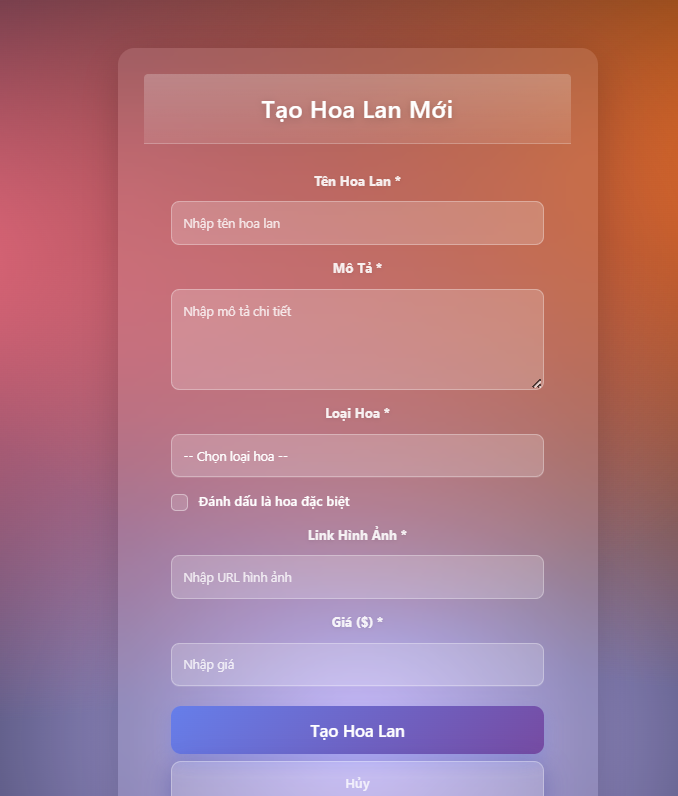 Tạo Hoa Lan Mới
Tên Hoa Lan *
Nhập tên hoa lan
Mô Tả *
Nhập mô tả chi tiết
Loại Hoa *
-- Chọn loại hoa --
Đánh dấu là hoa đặc biệt
Link Hình Ảnh *
Nhập URL hình ảnh
Giá ($) *
Nhập giá
Tạo Hoa Lan
Hủy